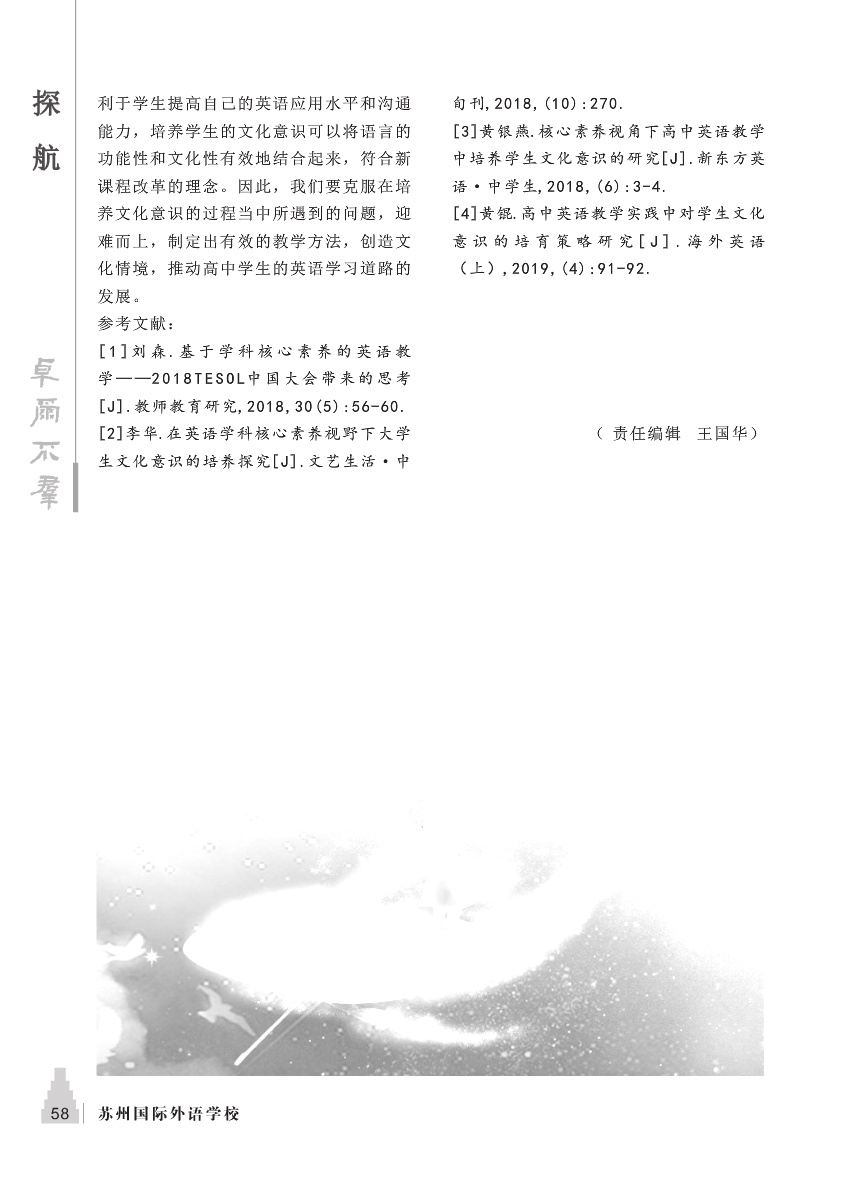 探
航
卓尔不群
利于学生提高自己的英语应用水平和沟通
能力，培养学生的文化意识可以将语言的
功能性和文化性有效地结合起来，符合新
课程改革的理念。因此，我们要克服在培
养文化意识的过程当中所遇到的问题，迎
难而上，制定出有效的教学方法，创造文
化情境，推动高中学生的英语学习道路的
发展。
参考文献：
[1]刘森.基于学科核心素养的英语教
学——2018TESOL中国大会带来的思考
[J].教师教育研究,2018,30(5):56-60.
[2]李华.在英语学科核心素养视野下大学
生文化意识的培养探究[J].文艺生活·中
旬刊,2018,(10):270.
[3]黄银燕.核心素养视角下高中英语教学
中培养学生文化意识的研究[J].新东方英
语·中学生,2018,(6):3-4.
[4]黄锟.高中英语教学实践中对学生文化
意识的培育策略研究[J].海外英语
（上）,2019,(4):91-92.
（ 责任编辑　王国华）
58 苏州国际外语学校